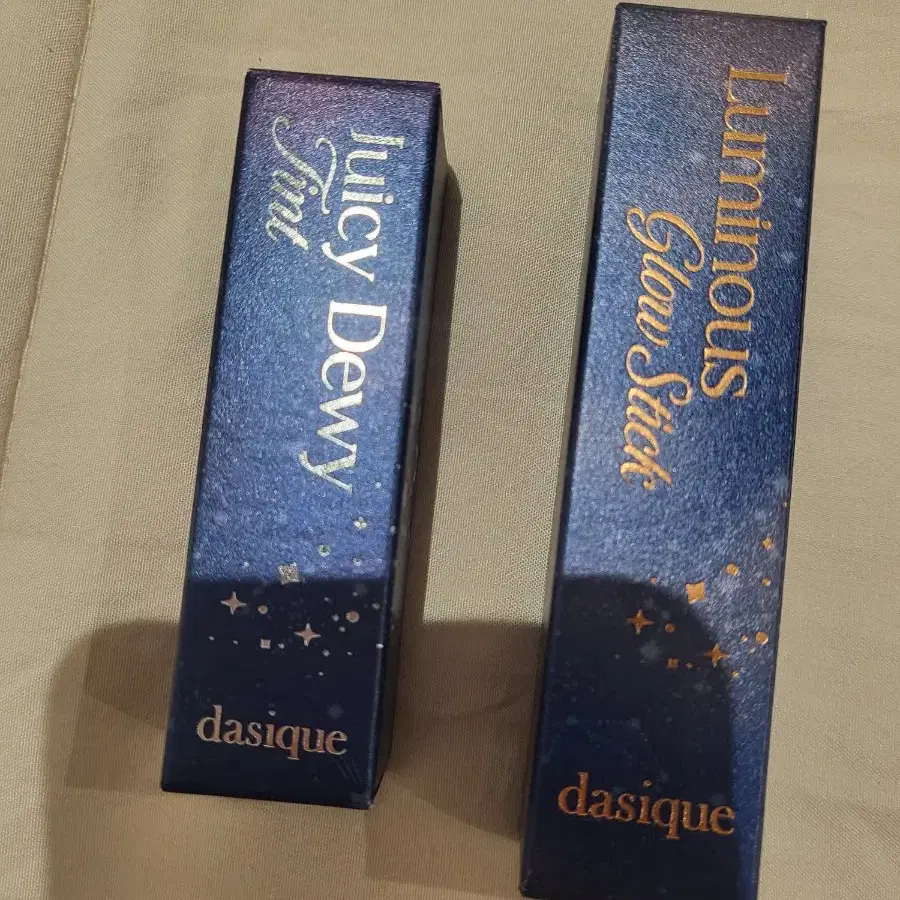 Juicy Dewy
Tint
dasique
Luminous
Glow Stick
dasique